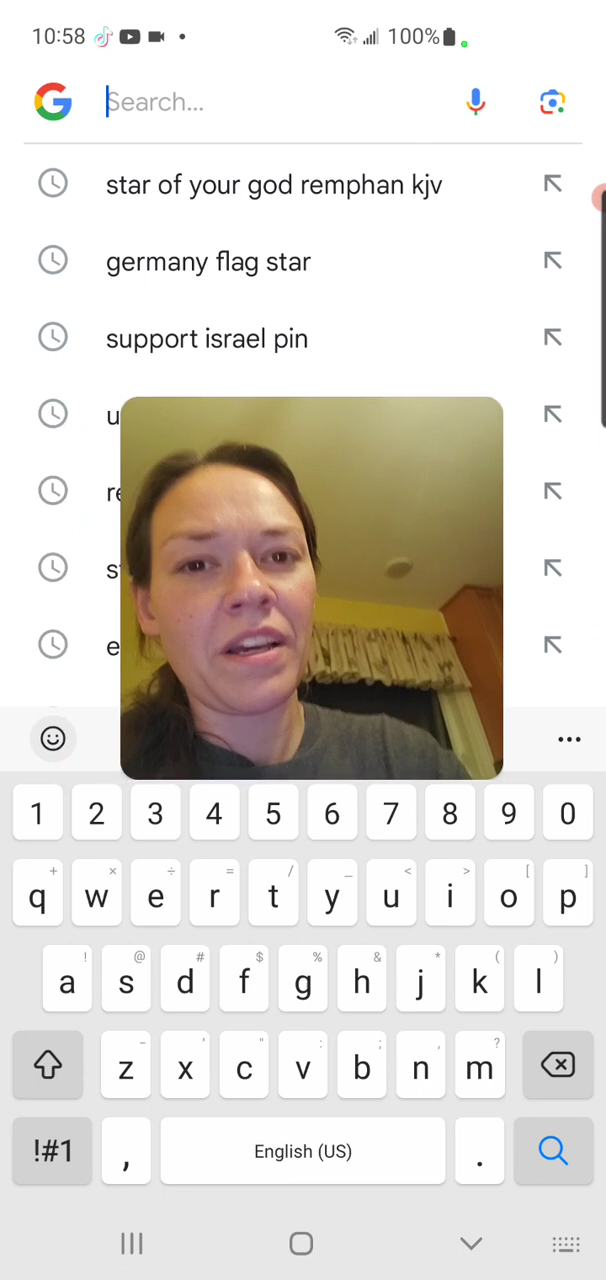 10:58 100%
Search...
star of your god remphan kjv
germany flag star
support israel pin
u
re
s
e
1 2 3 4 5 6 7 8 9 0
+ × ÷ = / _ < > [ ]
q w e r t y u i o p
! @ # $ % & * ( )
a s d f g h j k l
- ' " : ; , ?
z x c v b n m
!#1 , English (US) .